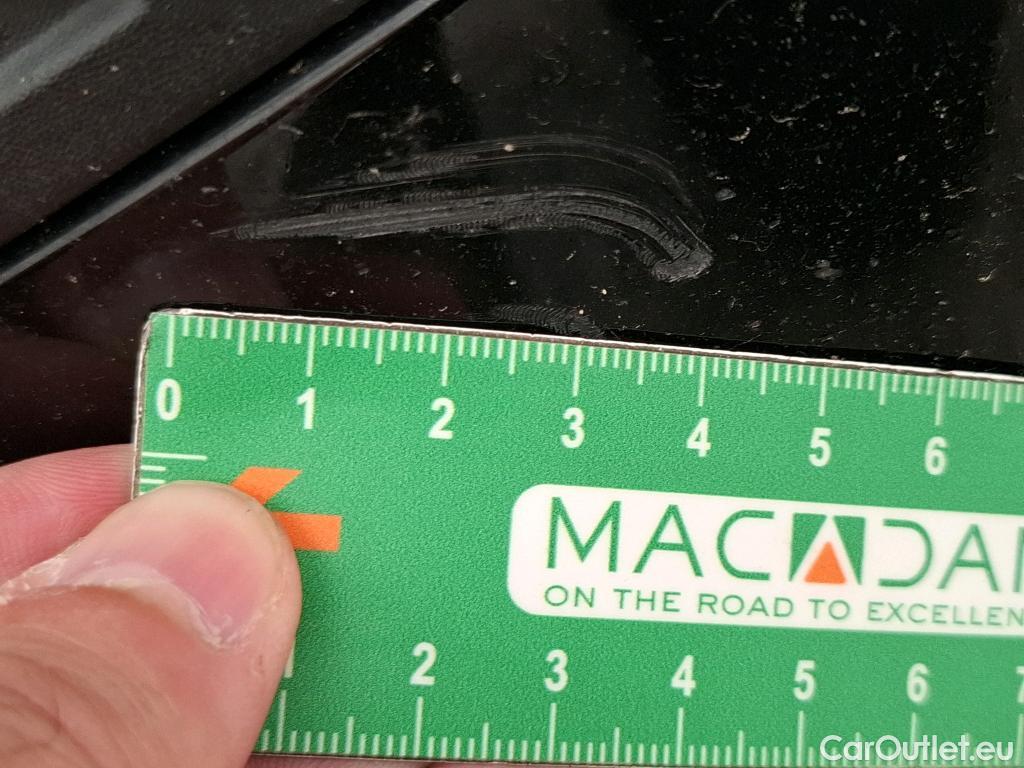 0 1 2 3 4 5 6
MACADAM
ON THE ROAD TO EXCELLEN
2 3 4 5 6 7
CarOutlet.eu